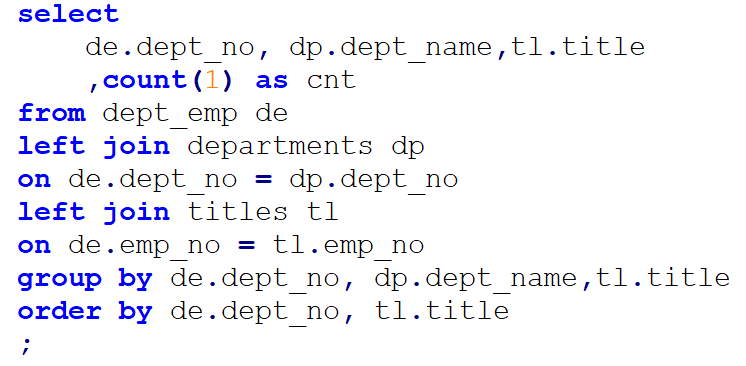 select
    de.dept_no, dp.dept_name,tl.title
    ,count(1) as cnt
from dept_emp de
left join departments dp
on de.dept_no = dp.dept_no
left join titles tl
on de.emp_no = tl.emp_no
group by de.dept_no, dp.dept_name,tl.title
order by de.dept_no, tl.title
;